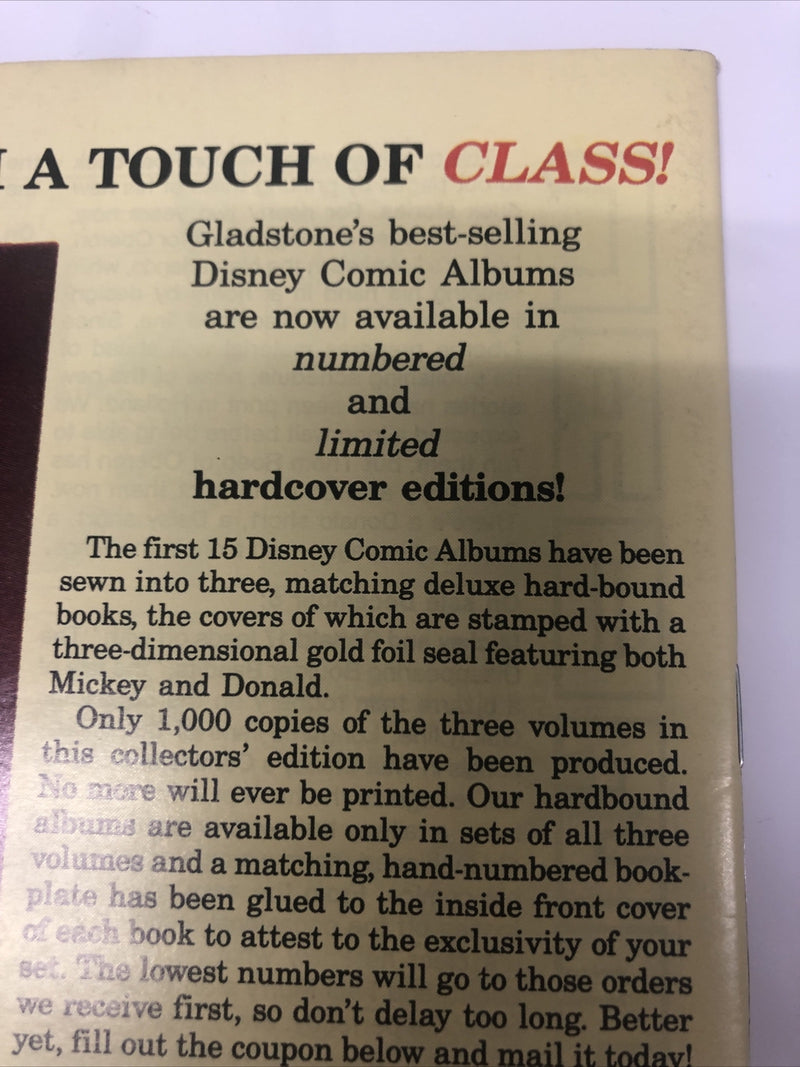 A TOUCH OF CLASS!
Gladstone's best-selling
Disney Comic Albums
are now available in
numbered
and
limited
hardcover editions!
The first 15 Disney Comic Albums have been
sewn into three, matching deluxe hard-bound
books, the covers of which are stamped with a
three-dimensional gold foil seal featuring both
Mickey and Donald.
Only 1,000 copies of the three volumes in
this collectors' edition have been produced.
No more will ever be printed. Our hardbound
albums are available only in sets of all three
volumes and a matching, hand-numbered book-
plate has been glued to the inside front cover
of each book to attest to the exclusivity of your
set. The lowest numbers will go to those orders
we receive first, so don't delay too long. Better
yet, fill out the coupon below and mail it today!